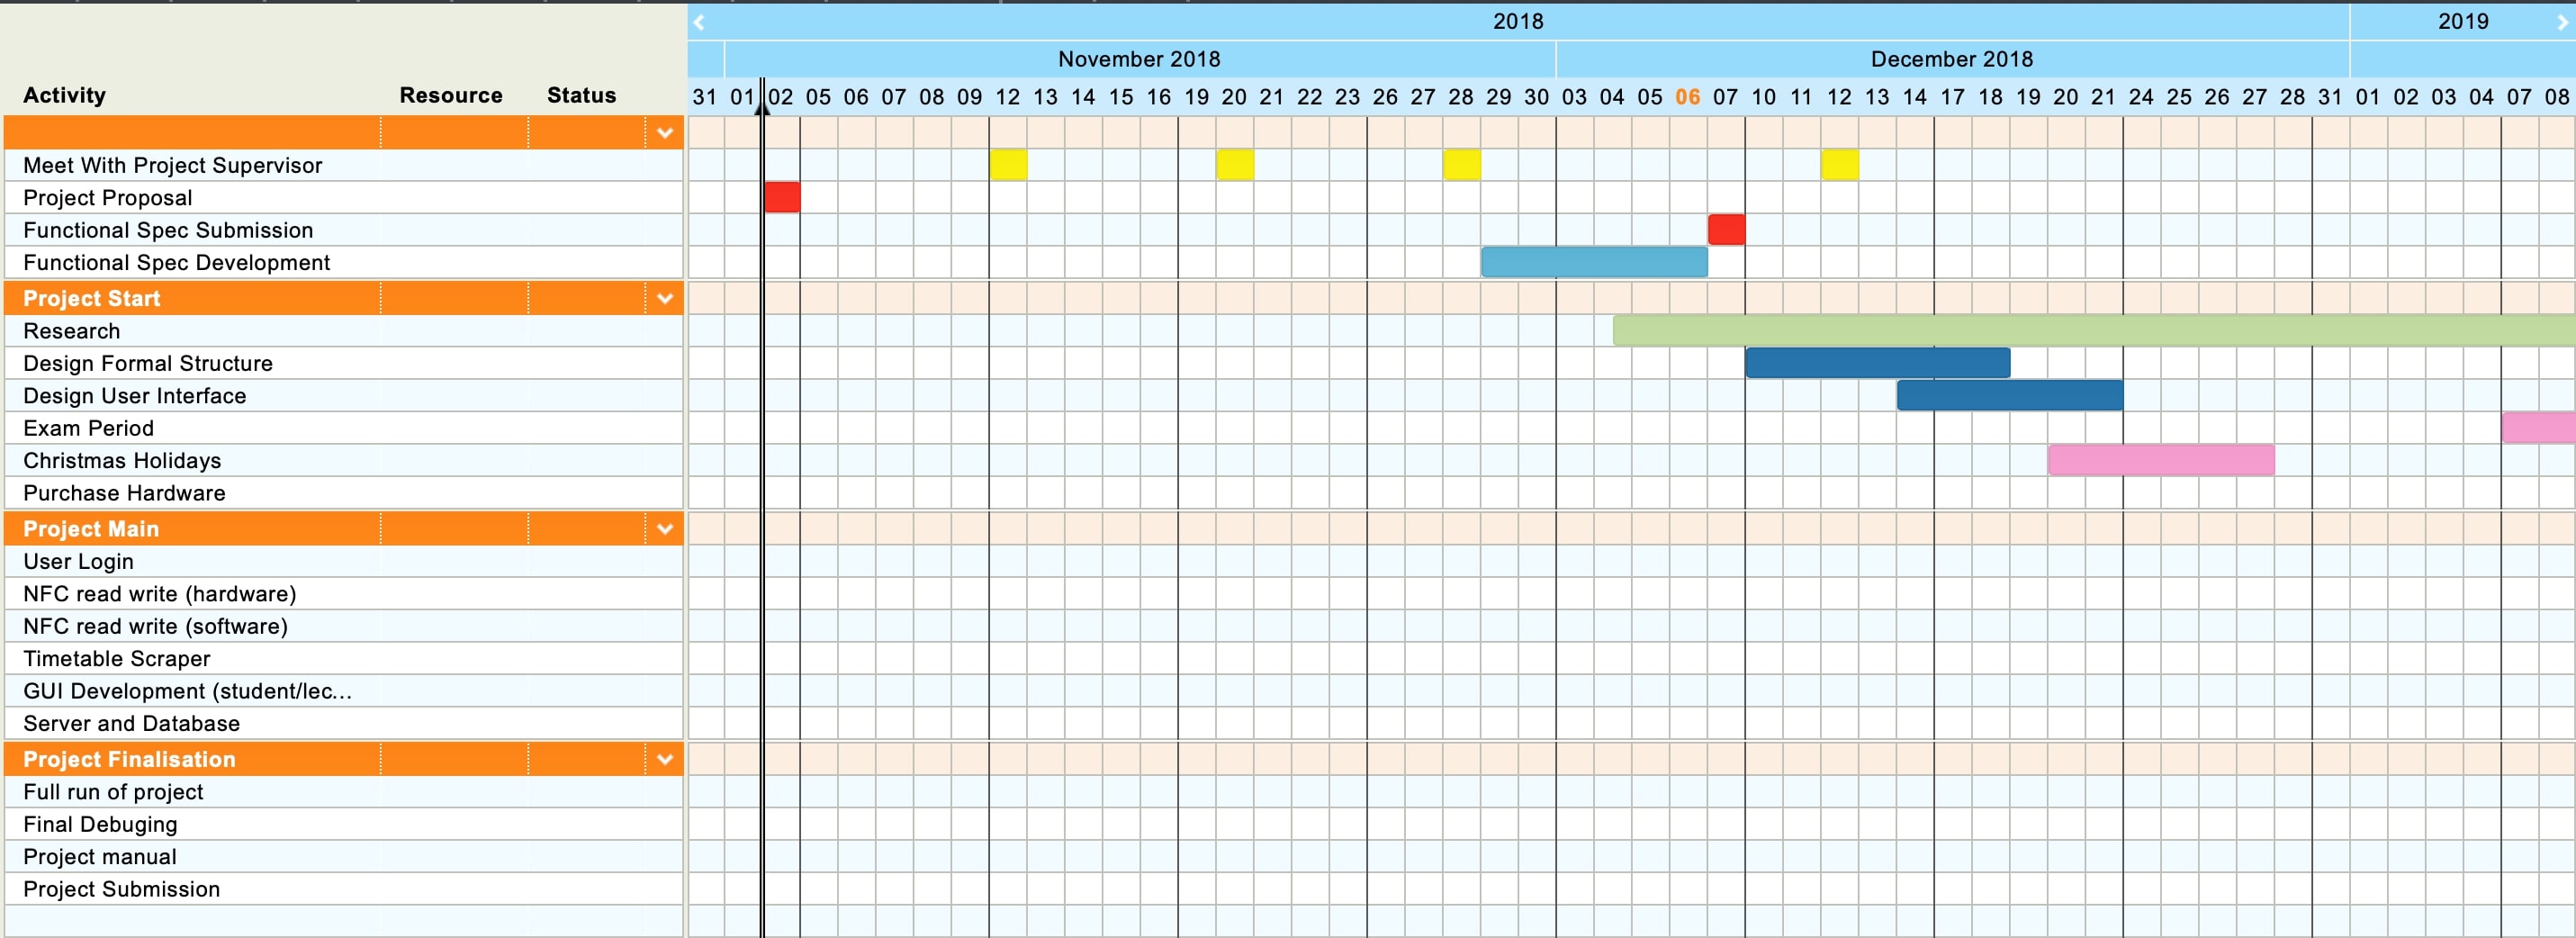 2018 2019
November 2018 December 2018
Activity Resource Status 31 01 02 05 06 07 08 09 12 13 14 15 16 19 20 21 22 23 26 27 28 29 30 03 04 05 06 07 10 11 12 13 14 17 18 19 20 21 24 25 26 27 28 31 01 02 03 04 07 08
Meet With Project Supervisor
Project Proposal
Functional Spec Submission
Functional Spec Development
Project Start
Research
Design Formal Structure
Design User Interface
Exam Period
Christmas Holidays
Purchase Hardware
Project Main
User Login
NFC read write (hardware)
NFC read write (software)
Timetable Scraper
GUI Development (student/lec...
Server and Database
Project Finalisation
Full run of project
Final Debuging
Project manual
Project Submission